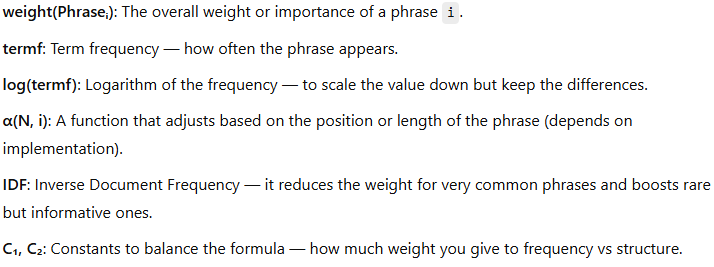 weight(Phraseᵢ): The overall weight or importance of a phrase i.
termf: Term frequency — how often the phrase appears.
log(termf): Logarithm of the frequency — to scale the value down but keep the differences.
α(N, i): A function that adjusts based on the position or length of the phrase (depends on
implementation).
IDF: Inverse Document Frequency — it reduces the weight for very common phrases and boosts rare
but informative ones.
C₁, C₂: Constants to balance the formula — how much weight you give to frequency vs structure.